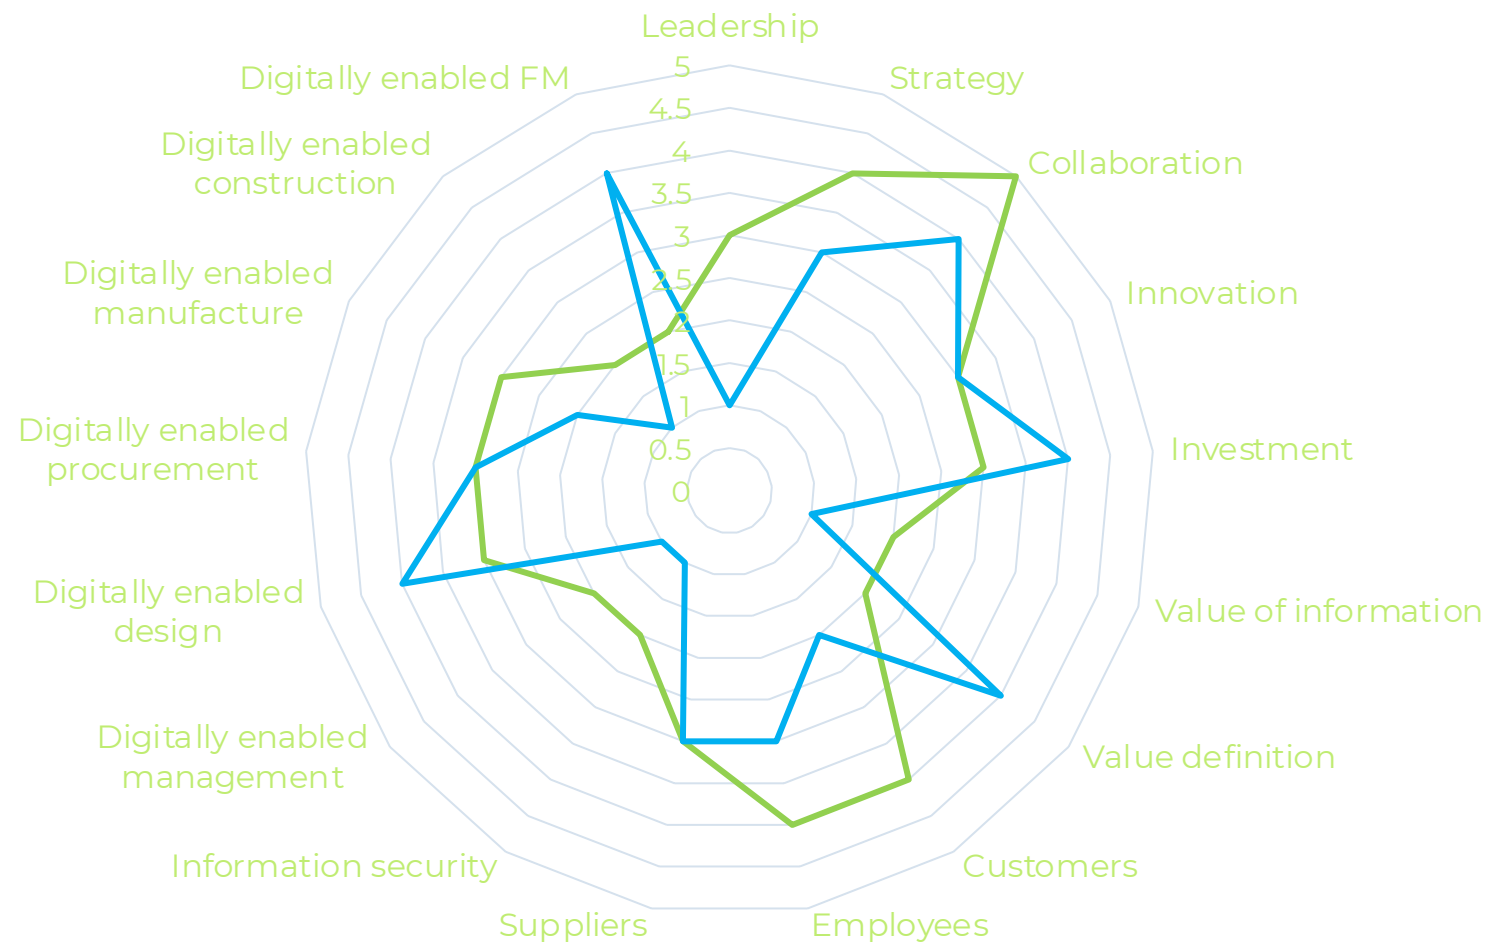 Leadership
Strategy
Collaboration
Innovation
Investment
Value of information
Value definition
Customers
Employees
Suppliers
Information security
Digitally enabled
management
Digitally enabled
design
Digitally enabled
procurement
Digitally enabled
manufacture
Digitally enabled
construction
Digitally enabled FM
5
4.5
4
3.5
3
2.5
2
1.5
1
0.5
0